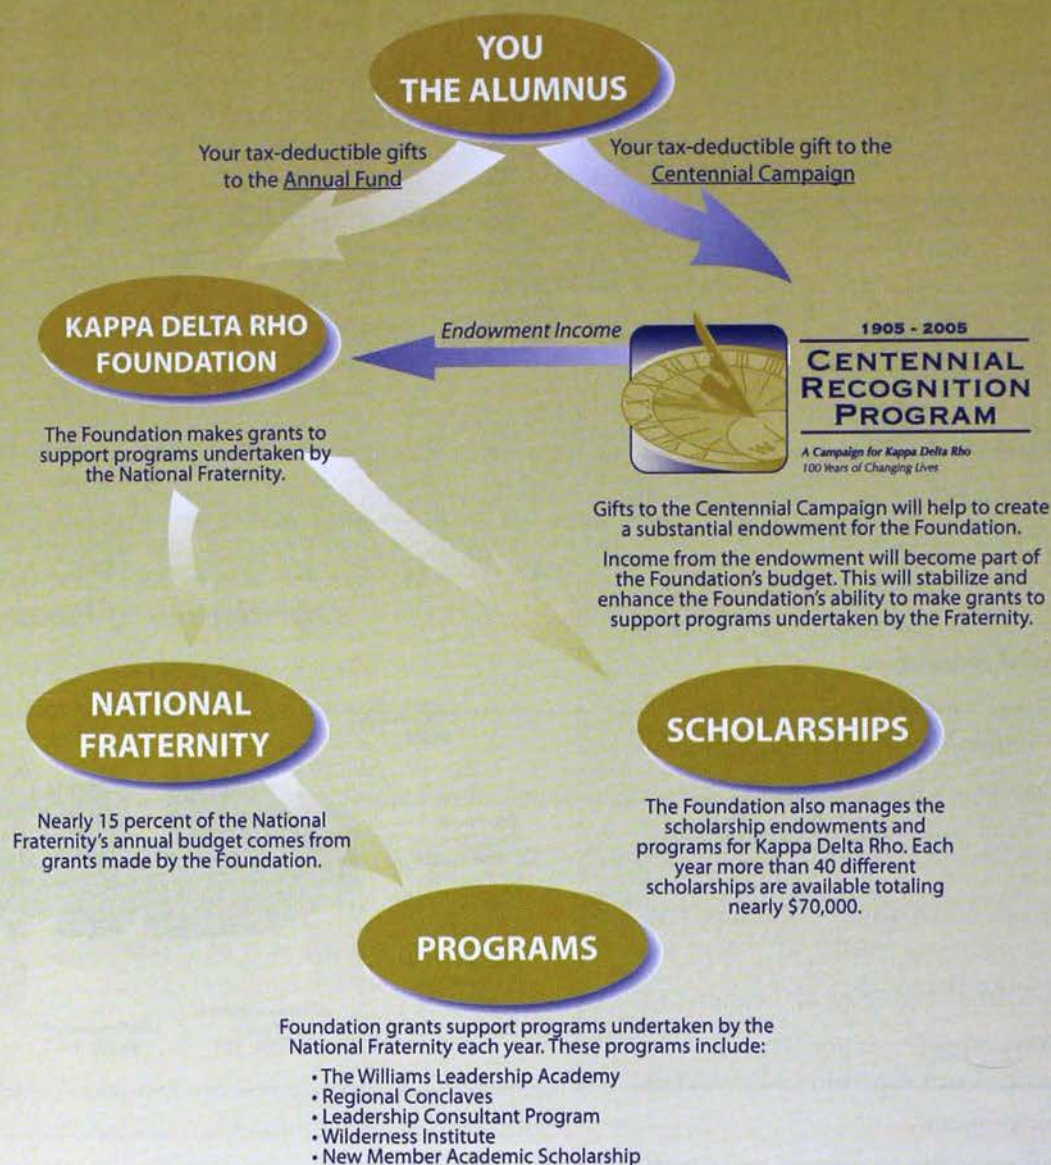 YOU
THE ALUMNUS
Your tax-deductible gifts
to the Annual Fund
Your tax-deductible gift to the
Centennial Campaign
KAPPA DELTA RHO
FOUNDATION
Endowment Income
1905 - 2005
CENTENNIAL
RECOGNITION
PROGRAM
A Campaign for Kappa Delta Rho
100 Years of Changing Lives
The Foundation makes grants to
support programs undertaken by
the National Fraternity.
Gifts to the Centennial Campaign will help to create
a substantial endowment for the Foundation.
Income from the endowment will become part of
the Foundation's budget. This will stabilize and
enhance the Foundation's ability to make grants to
support programs undertaken by the Fraternity.
NATIONAL
FRATERNITY
Nearly 15 percent of the National
Fraternity's annual budget comes from
grants made by the Foundation.
SCHOLARSHIPS
The Foundation also manages the
scholarship endowments and
programs for Kappa Delta Rho. Each
year more than 40 different
scholarships are available totaling
nearly $70,000.
PROGRAMS
Foundation grants support programs undertaken by the
National Fraternity each year. These programs include:
• The Williams Leadership Academy
• Regional Conclaves
• Leadership Consultant Program
• Wilderness Institute
• New Member Academic Scholarship